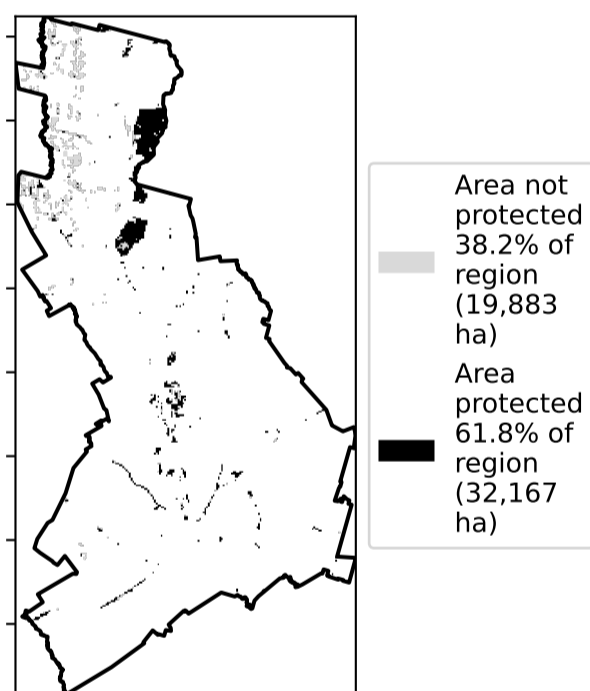 Area not
protected
38.2% of
region
(19,883
ha)
Area
protected
61.8% of
region
(32,167
ha)